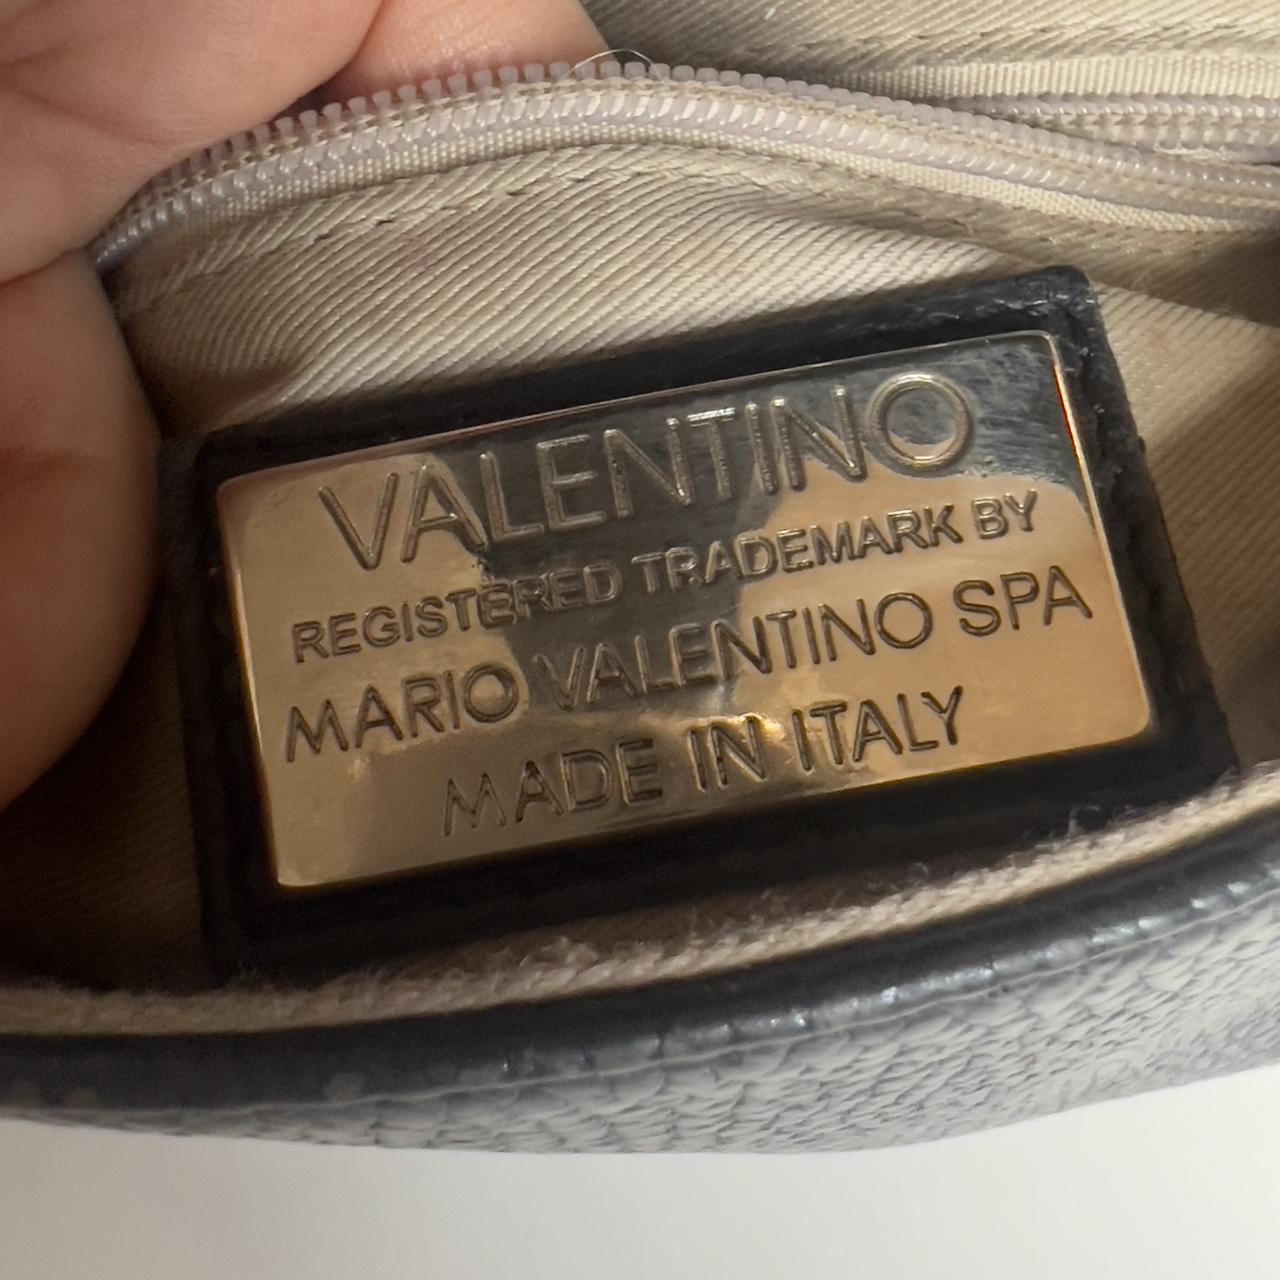 VALENTINO
REGISTERED TRADEMARK BY
MARIO VALENTINO SPA
MADE IN ITALY